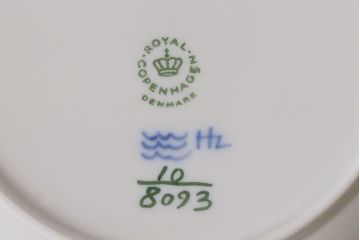 ROYAL
COPENHAGEN
DENMARK
Hz
10
8093